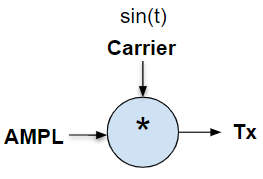 sin(t)
Carrier
AMPL
*
Tx